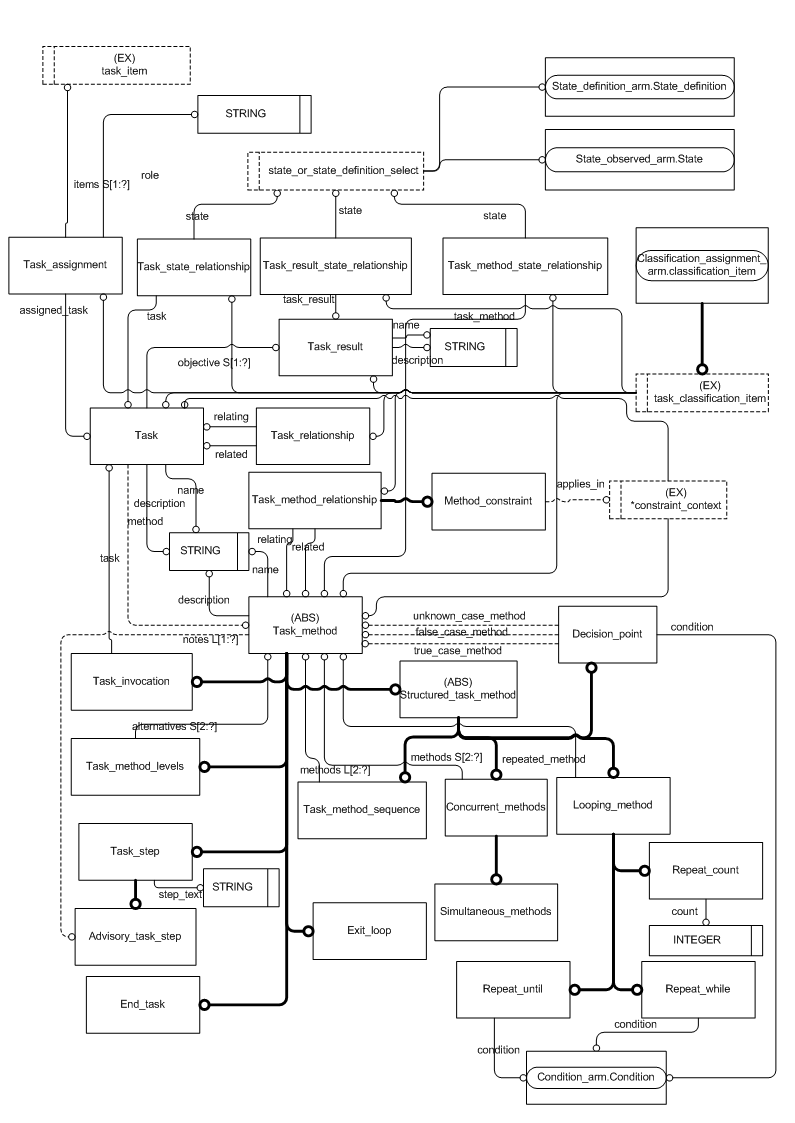 (EX)
task_item
State_definition_arm.State_definition
STRING
State_observed_arm.State
state_or_state_definition_select
items S[1:?]
role
state
state
state
Task_assignment
Task_state_relationship
Task_result_state_relationship
Task_method_state_relationship
Classification_assignment_
arm.classification_item
assigned_task
task
task_result
task_method
name
Task_result
STRING
description
objective S[1:?]
(EX)
task_classification_item
Task
relating
related
Task_relationship
name
description
method
Task_method_relationship
Method_constraint
applies_in
(EX)
*constraint_context
STRING
relating
related
name
task
description
(ABS)
Task_method
notes L[1:?]
unknown_case_method
false_case_method
true_case_method
Decision_point
condition
Task_invocation
(ABS)
Structured_task_method
alternatives S[2:?]
Task_method_levels
methods L[2:?]
methods S[2:?]
repeated_method
Task_method_sequence
Concurrent_methods
Looping_method
Task_step
step_text
STRING
Repeat_count
count
INTEGER
Advisory_task_step
Exit_loop
Simultaneous_methods
End_task
Repeat_until
Repeat_while
condition
condition
Condition_arm.Condition